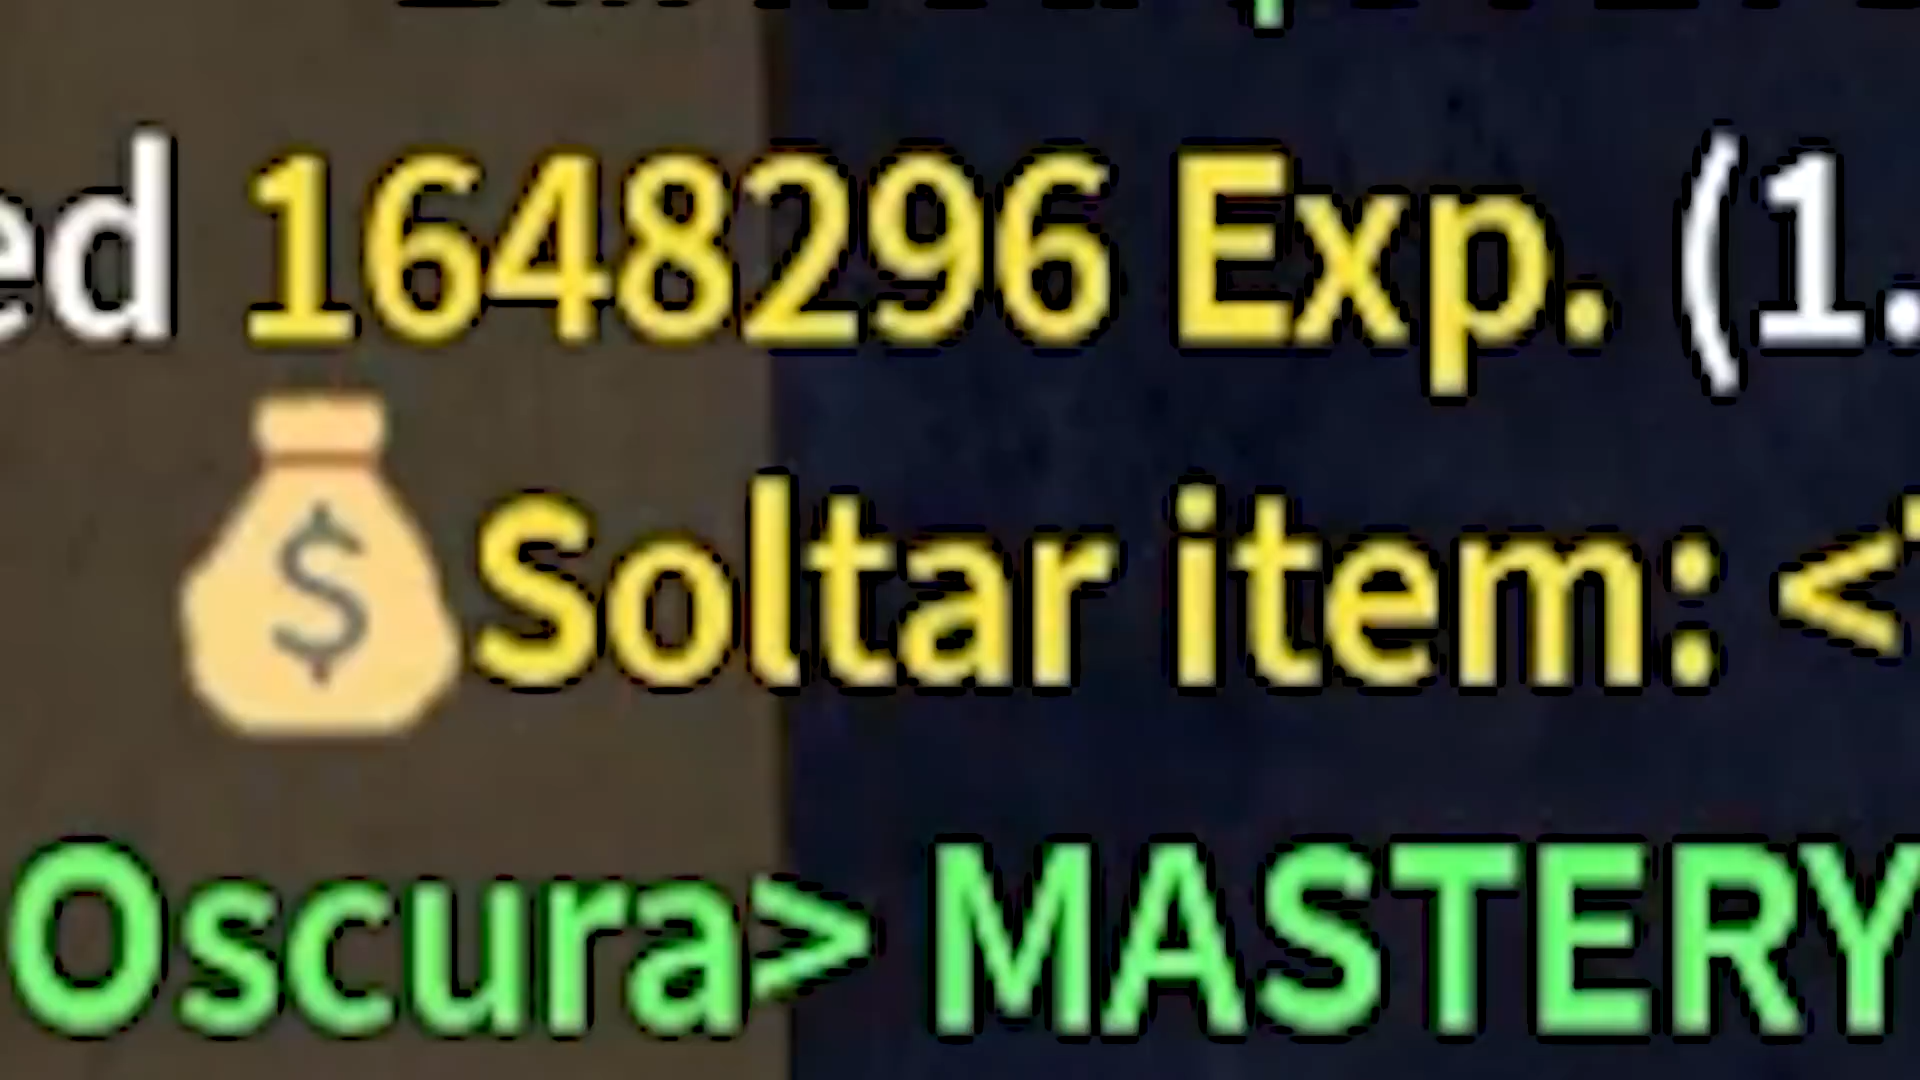 ed 1648296 Exp. (1.
Soltar item: <
Oscura> MASTERY